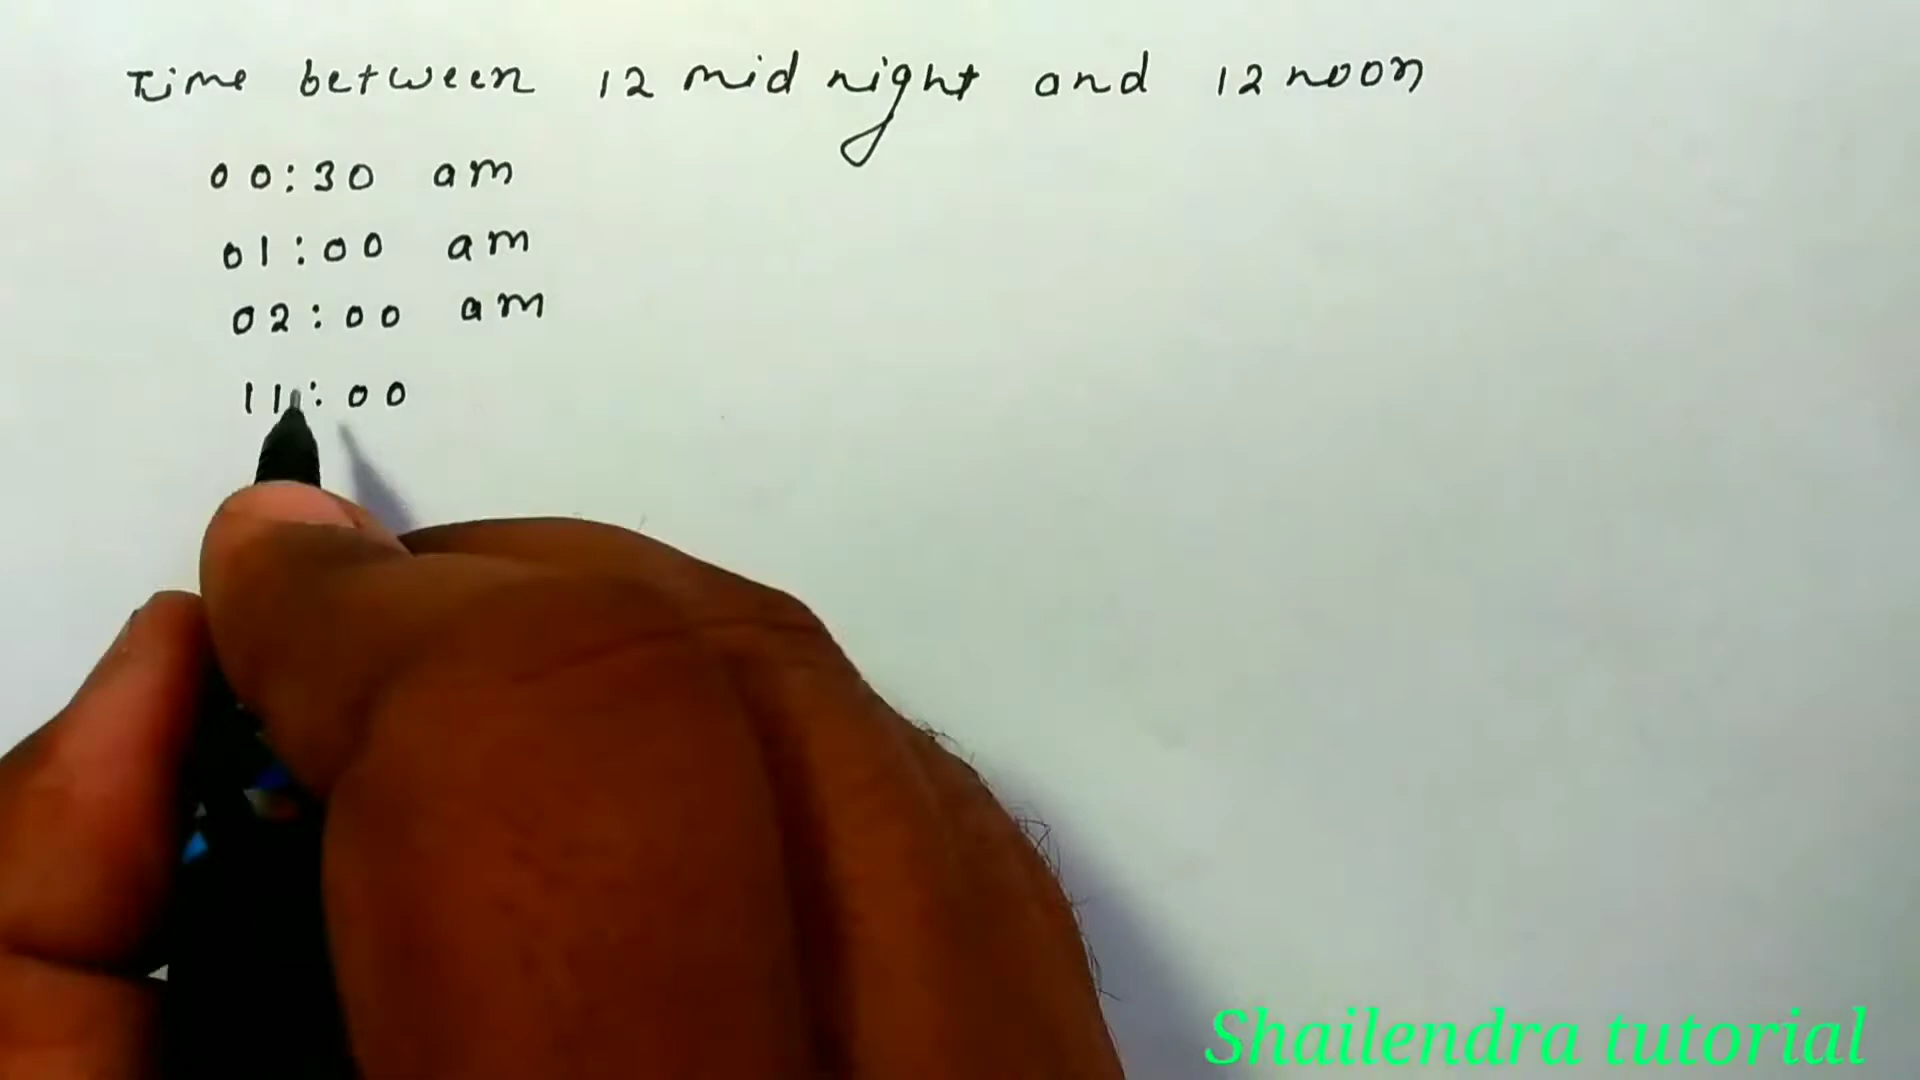 Time between 12 mid night and 12 noon
00:30 am
01:00 am
02:00 am
11:00
Shailendra tutorial